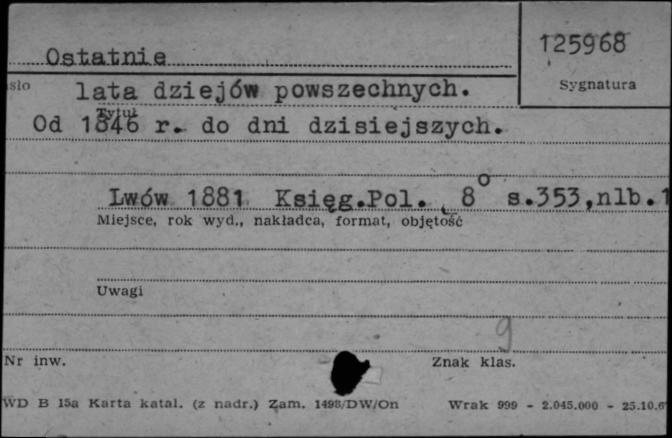 Ostatnie
125968
Sygnatura
lata dziejów powszechnych.
Tytuł
Od 1846 r. do dni dzisiejszych.
Lwów 1881 Księg.Pol. 8° s.353,nlb.1
Miejsce, rok wyd., nakładca, format, objętość
Uwagi
9
Nr inw.
Znak klas.
WD B 15a Karta katal. (z nadr.) Zam. 1498/DW/On
Wrak 999 - 2.045.000 - 25.10.6